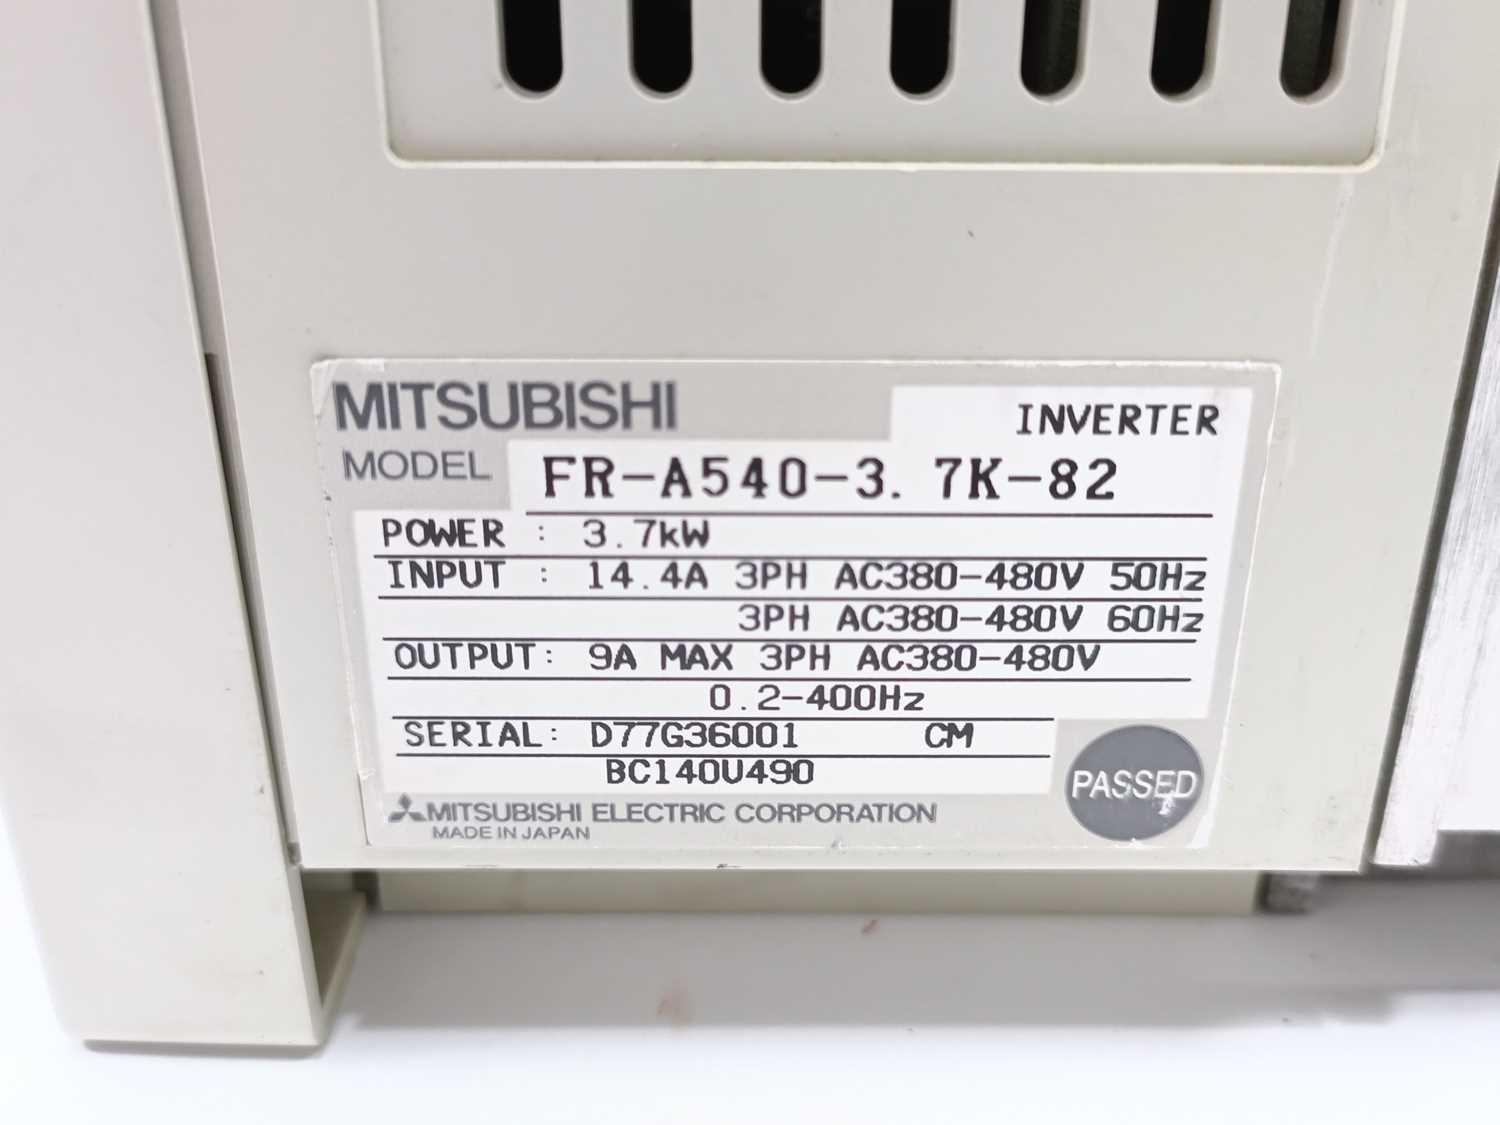 MITSUBISHI
INVERTER
MODEL FR-A540-3.7K-82
POWER : 3.7kW
INPUT : 14.4A 3PH AC380-480V 50Hz
3PH AC380-480V 60Hz
OUTPUT: 9A MAX 3PH AC380-480V
0.2-400Hz
SERIAL: D77G36001 CM
BC140U490
PASSED
MITSUBISHI ELECTRIC CORPORATION
MADE IN JAPAN